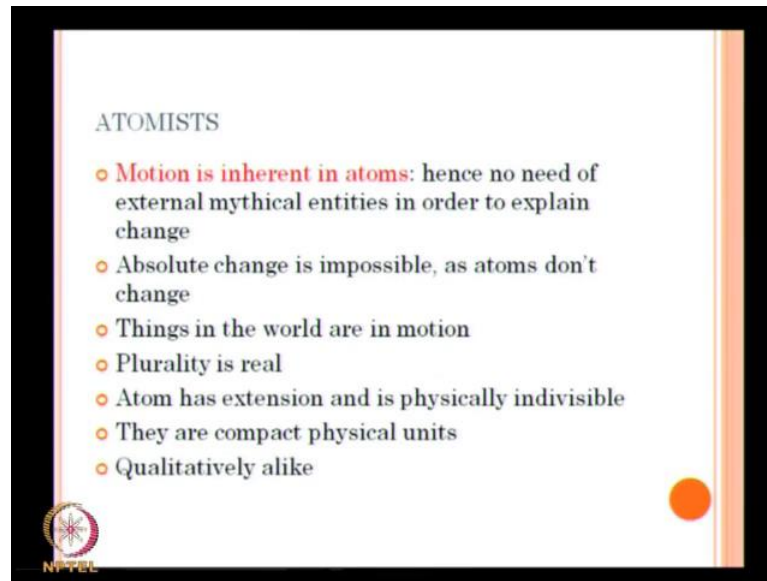 ATOMISTS
Motion is inherent in atoms: hence no need of
external mythical entities in order to explain
change
Absolute change is impossible, as atoms don't
change
Things in the world are in motion
Plurality is real
Atom has extension and is physically indivisible
They are compact physical units
Qualitatively alike
NPTEL